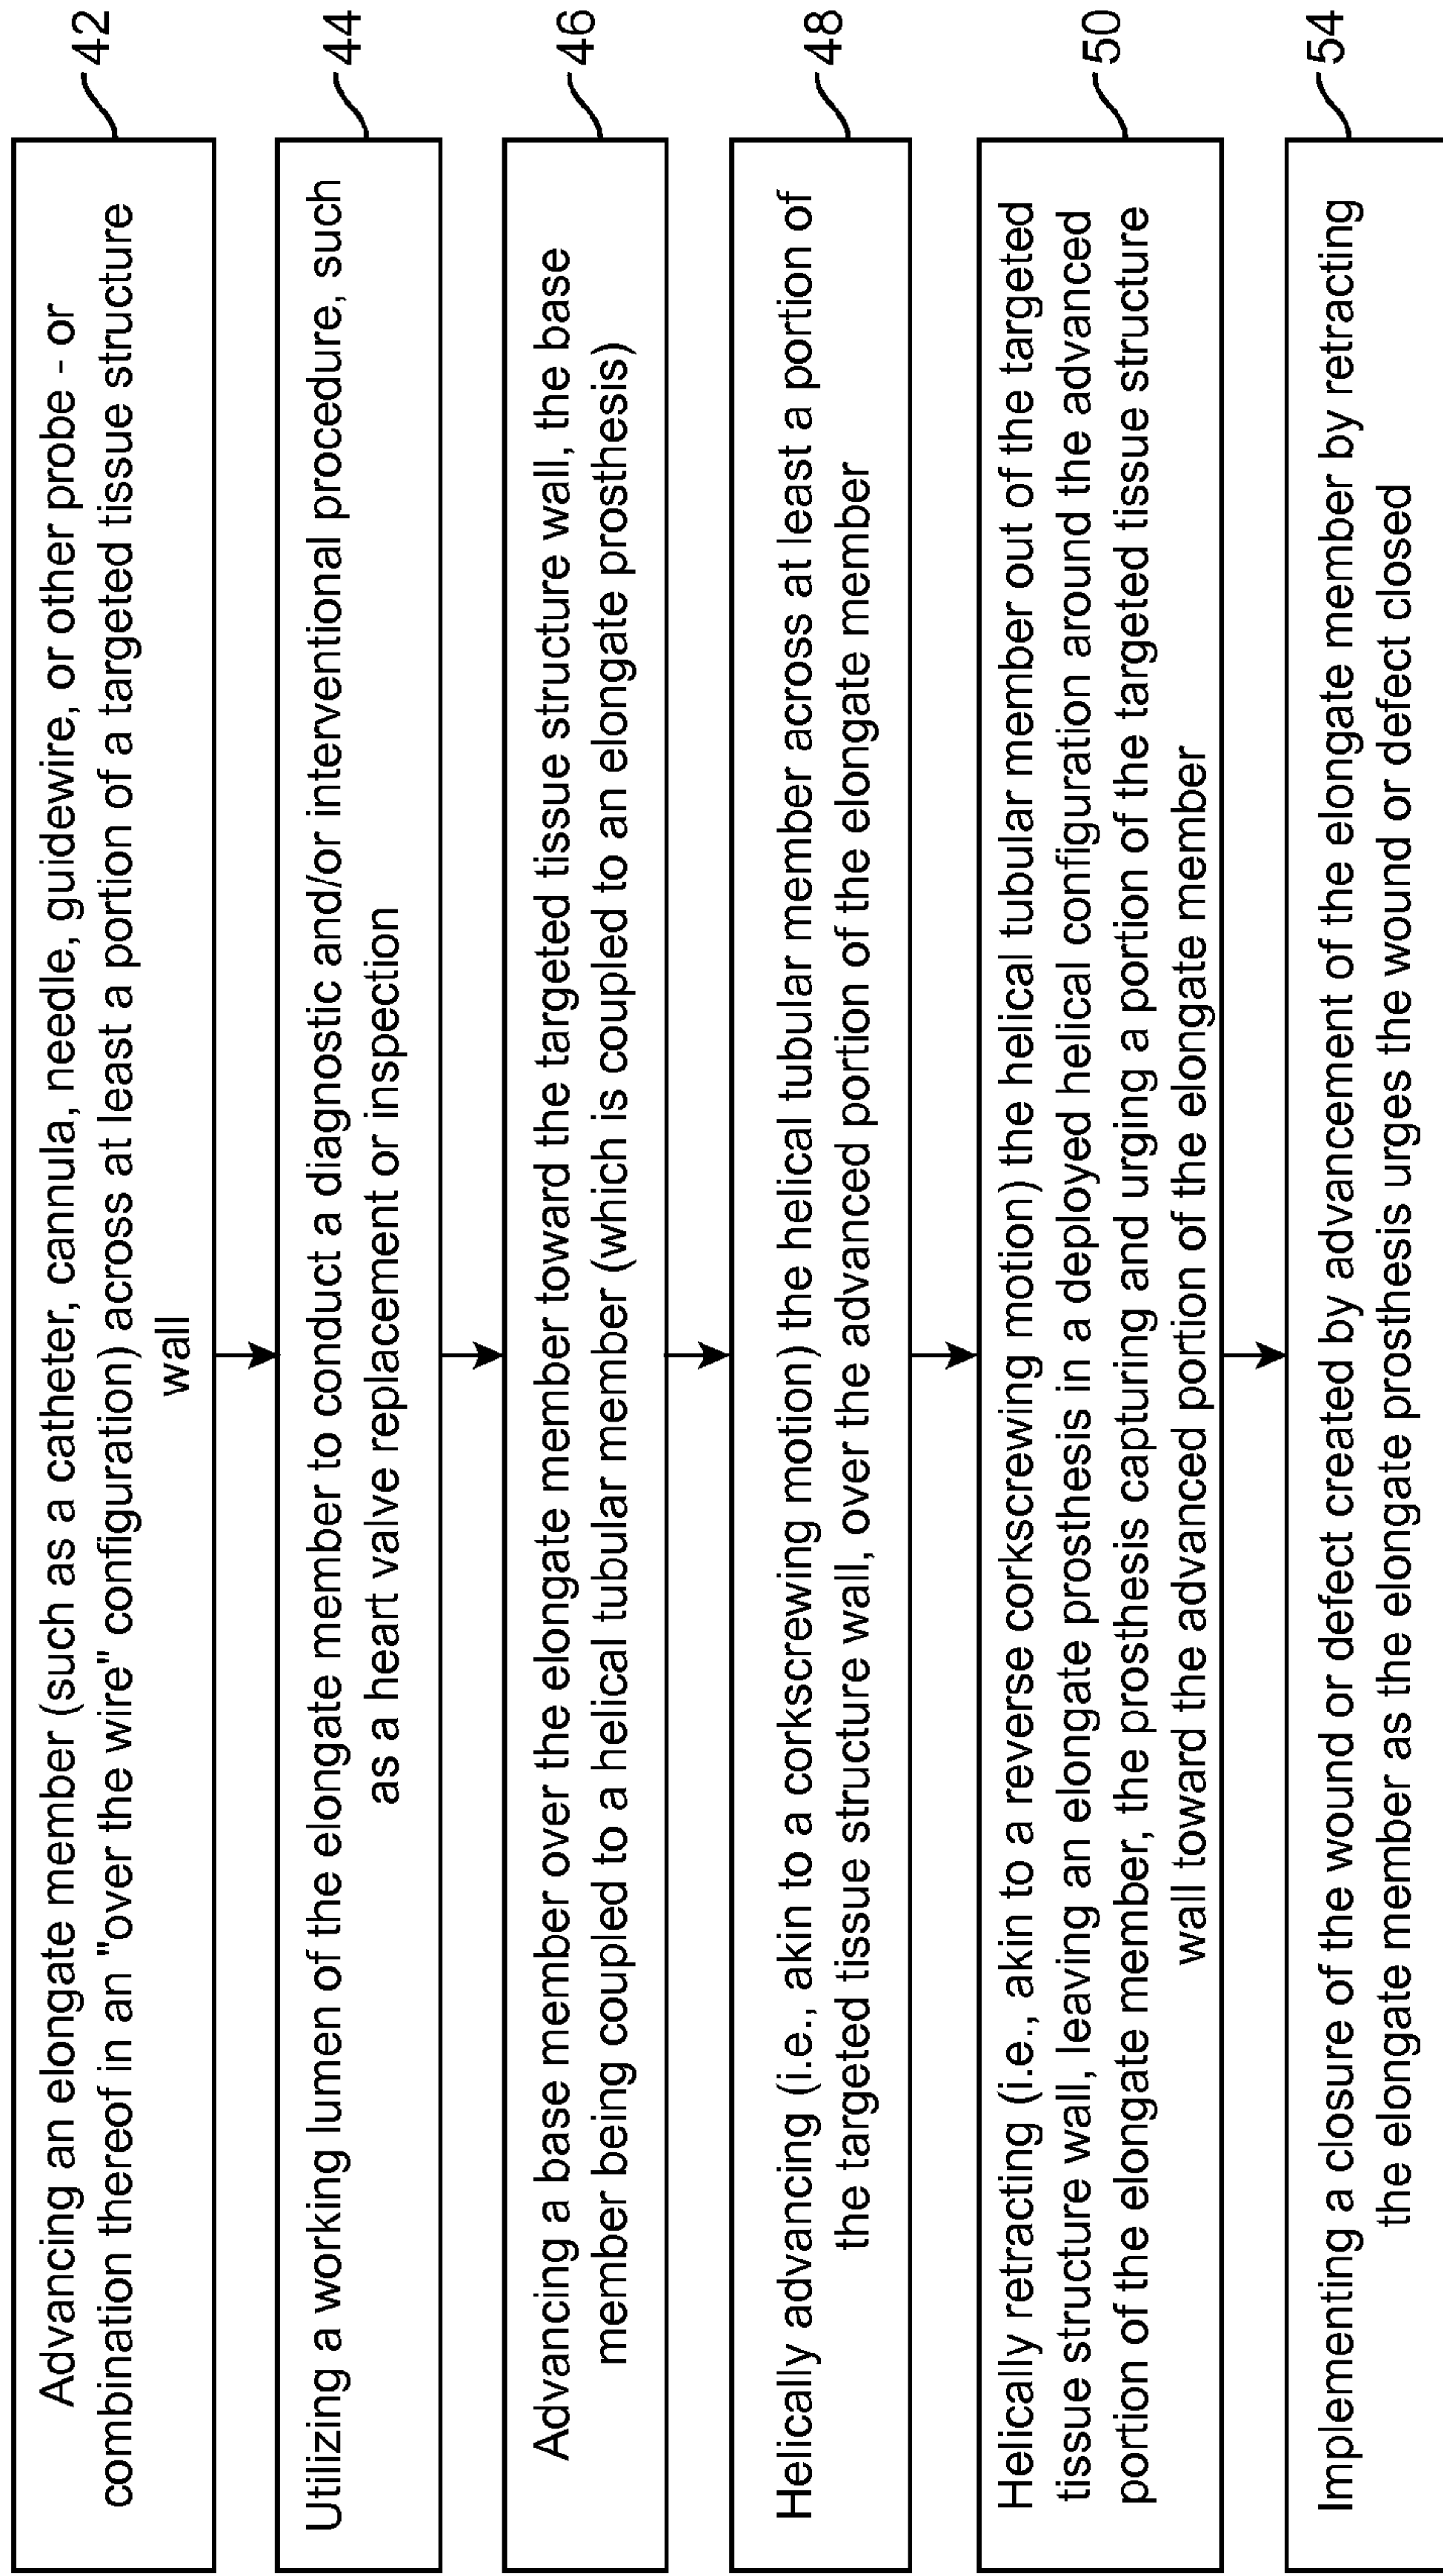 Advancing an elongate member (such as a catheter, cannula, needle, guidewire, or other probe - or
combination thereof in an "over the wire" configuration) across at least a portion of a targeted tissue structure
wall
42
Utilizing a working lumen of the elongate member to conduct a diagnostic and/or interventional procedure, such
as a heart valve replacement or inspection
44
Advancing a base member over the elongate member toward the targeted tissue structure wall, the base
member being coupled to a helical tubular member (which is coupled to an elongate prosthesis)
46
Helically advancing (i.e., akin to a corkscrewing motion) the helical tubular member across at least a portion of
the targeted tissue structure wall, over the advanced portion of the elongate member
48
Helically retracting (i.e., akin to a reverse corkscrewing motion) the helical tubular member out of the targeted
tissue structure wall, leaving an elongate prosthesis in a deployed helical configuration around the advanced
portion of the elongate member, the prosthesis capturing and urging a portion of the targeted tissue structure
wall toward the advanced portion of the elongate member
50
Implementing a closure of the wound or defect created by advancement of the elongate member by retracting
the elongate member as the elongate prosthesis urges the wound or defect closed
54